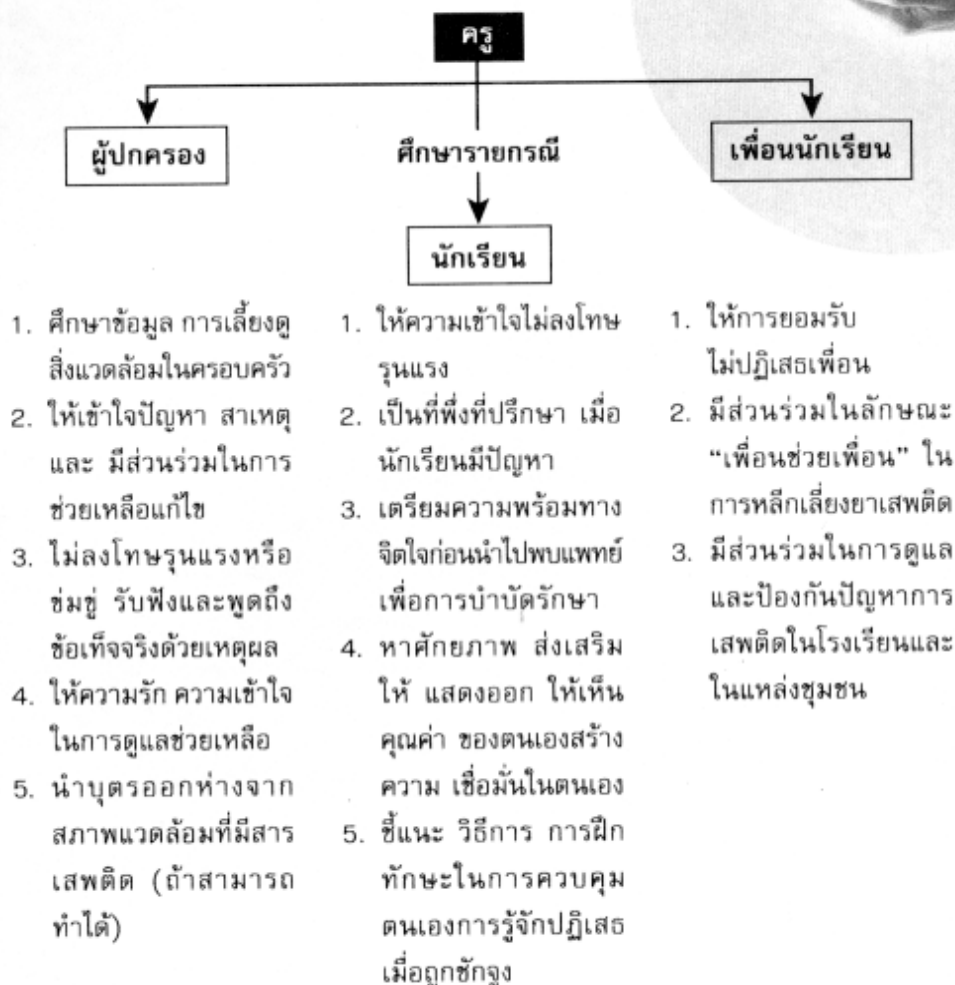 ครู
ผู้ปกครอง
ศึกษารายกรณี
เพื่อนนักเรียน
นักเรียน
1. ศึกษาข้อมูล การเลี้ยงดู
สิ่งแวดล้อมในครอบครัว
2. ให้เข้าใจปัญหา สาเหตุ
และ มีส่วนร่วมในการ
ช่วยเหลือแก้ไข
3. ไม่ลงโทษรุนแรงหรือ
ข่มขู่ รับฟังและพูดถึง
ข้อเท็จจริงด้วยเหตุผล
4. ให้ความรัก ความเข้าใจ
ในการดูแลช่วยเหลือ
5. นำบุตรออกห่างจาก
สภาพแวดล้อมที่มีสาร
เสพติด (ถ้าสามารถ
ทำได้)
1. ให้ความเข้าใจไม่ลงโทษ
รุนแรง
2. เป็นที่พึ่งที่ปรึกษา เมื่อ
นักเรียนมีปัญหา
3. เตรียมความพร้อมทาง
จิตใจก่อนนำไปพบแพทย์
เพื่อการบำบัดรักษา
4. หาศักยภาพ ส่งเสริม
ให้ แสดงออก ให้เห็น
คุณค่า ของตนเองสร้าง
ความ เชื่อมั่นในตนเอง
5. ชี้แนะ วิธีการ การฝึก
ทักษะในการควบคุม
ตนเองการรู้จักปฏิเสธ
เมื่อถูกชักจูง
1. ให้การยอมรับ
ไม่ปฏิเสธเพื่อน
2. มีส่วนร่วมในลักษณะ
“เพื่อนช่วยเพื่อน” ใน
การหลีกเลี่ยงยาเสพติด
3. มีส่วนร่วมในการดูแล
และป้องกันปัญหาการ
เสพติดในโรงเรียนและ
ในแหล่งชุมชน